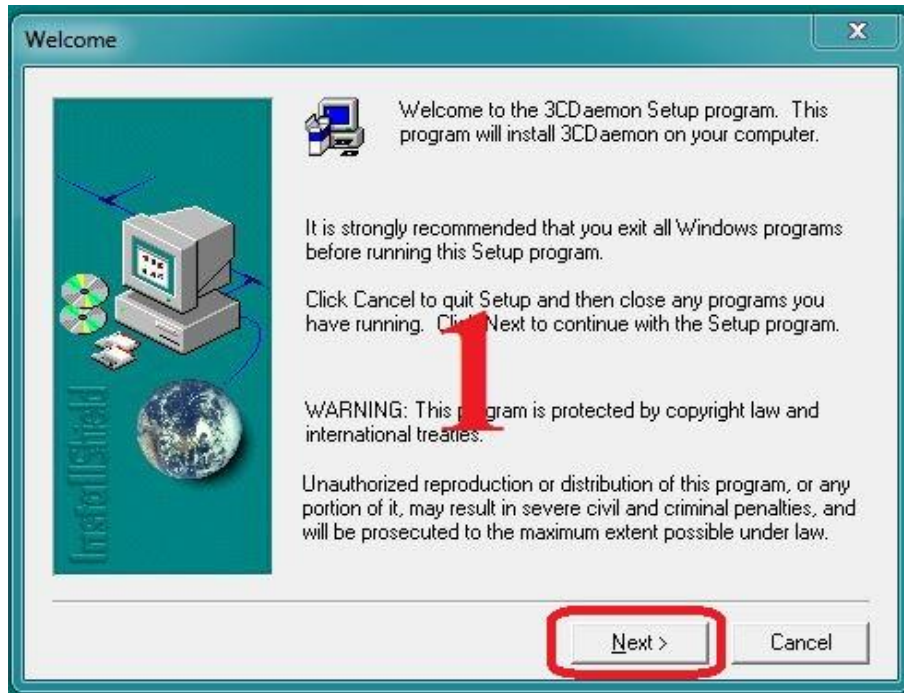 Welcome
Welcome to the 3CDaemon Setup program. This
program will install 3CDaemon on your computer.
It is strongly recommended that you exit all Windows programs
before running this Setup program.
Click Cancel to quit Setup and then close any programs you
have running. Click Next to continue with the Setup program.
1
WARNING: This program is protected by copyright law and
international treaties.
Unauthorized reproduction or distribution of this program, or any
portion of it, may result in severe civil and criminal penalties, and
will be prosecuted to the maximum extent possible under law.
InstallShield
Next >
Cancel